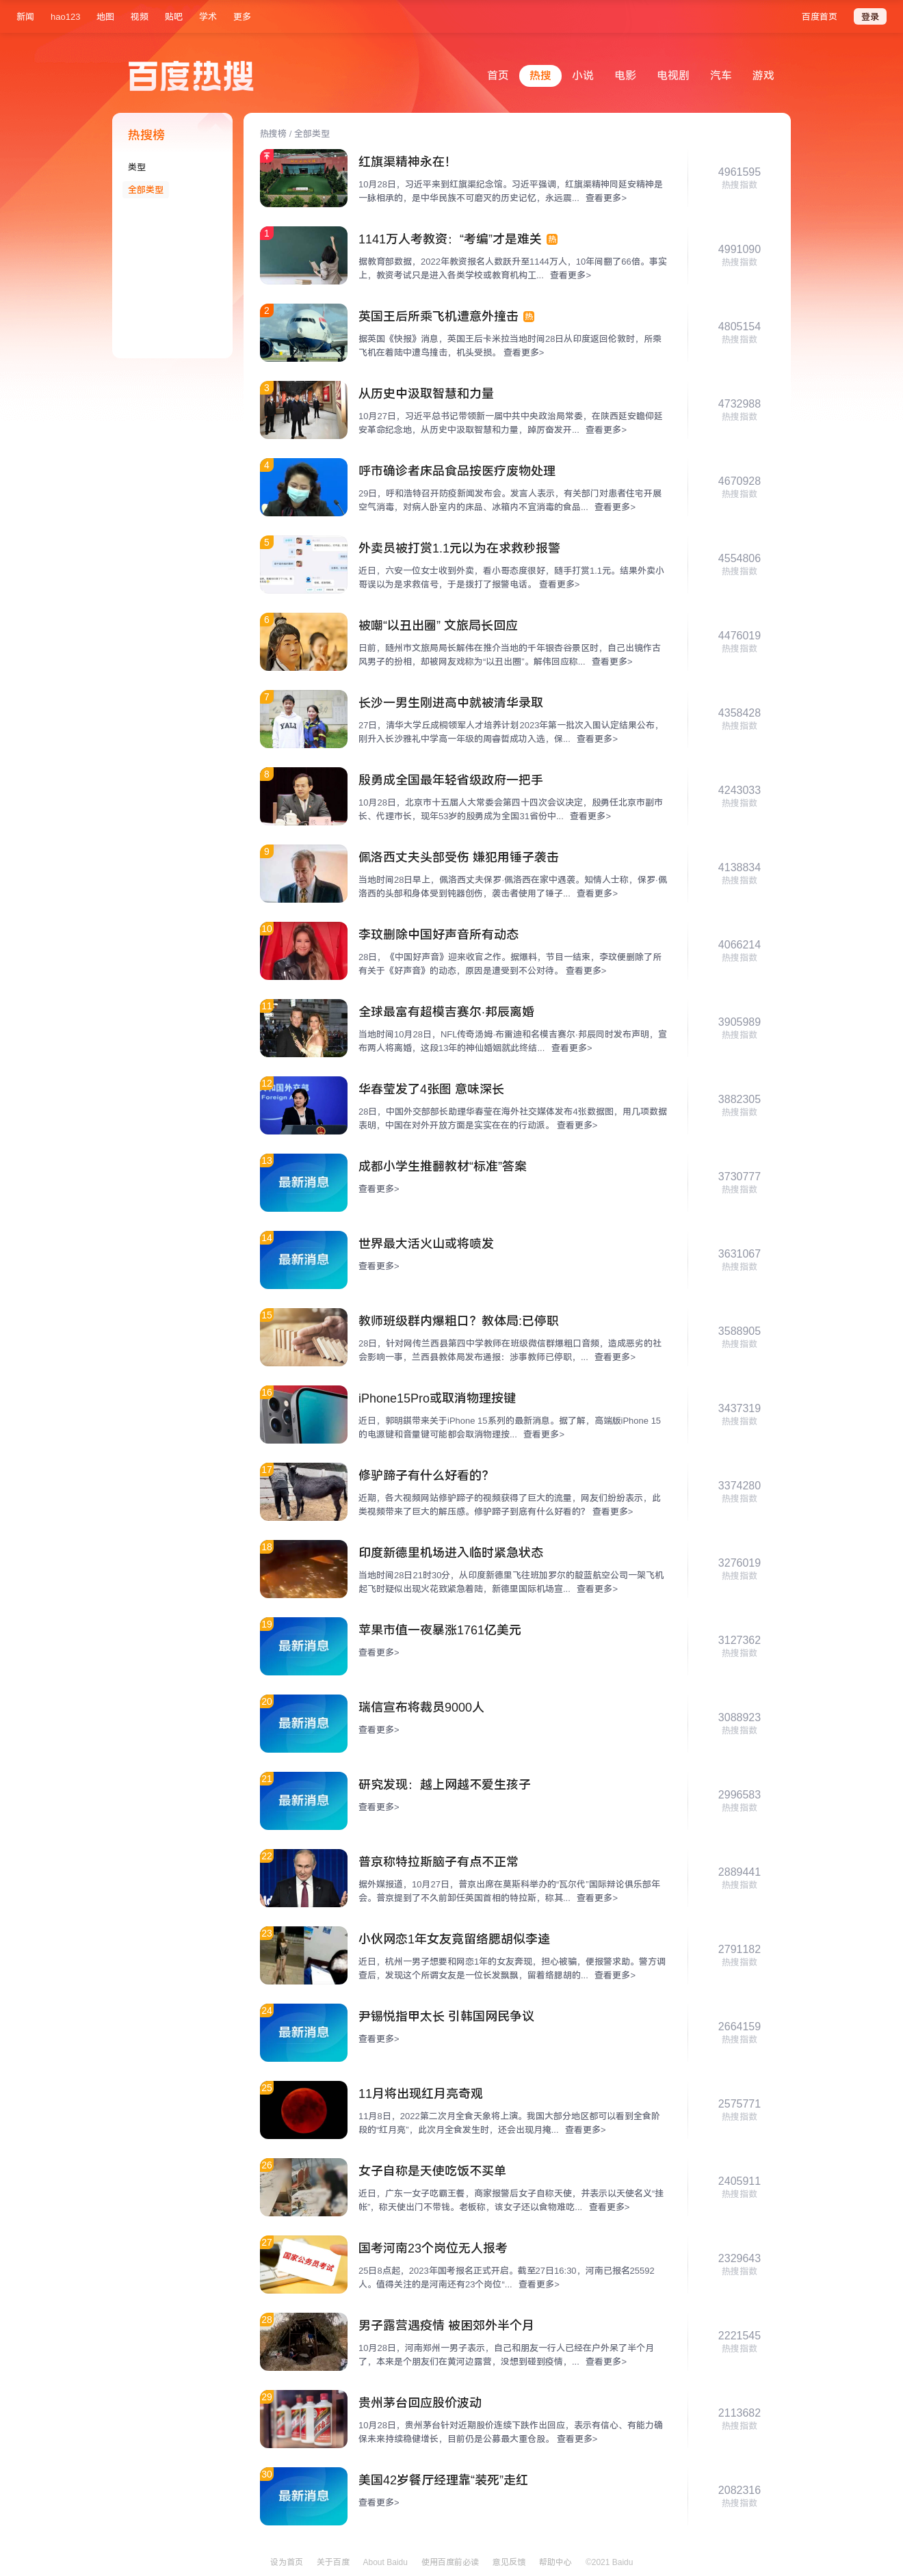 新闻 hao123 地图 视频 贴吧 学术 更多 百度首页 登录
百度热搜
首页 热搜 小说 电影 电视剧 汽车 游戏
热搜榜
类型
全部类型
热搜榜 / 全部类型
红旗渠精神永在！
10月28日，习近平来到红旗渠纪念馆。习近平强调，红旗渠精神同延安精神是
一脉相承的，是中华民族不可磨灭的历史记忆，永远震... 查看更多>
4961595
热搜指数
1
1141万人考教资：“考编”才是难关 热
据教育部数据，2022年教资报名人数跃升至1144万人，10年间翻了66倍。事实
上，教资考试只是进入各类学校或教育机构工... 查看更多>
4991090
热搜指数
2
英国王后所乘飞机遭意外撞击 热
据英国《快报》消息，英国王后卡米拉当地时间28日从印度返回伦敦时，所乘
飞机在着陆中遭鸟撞击，机头受损。 查看更多>
4805154
热搜指数
3
从历史中汲取智慧和力量
10月27日，习近平总书记带领新一届中共中央政治局常委，在陕西延安瞻仰延
安革命纪念地，从历史中汲取智慧和力量，踔厉奋发开... 查看更多>
4732988
热搜指数
4
呼市确诊者床品食品按医疗废物处理
29日，呼和浩特召开防疫新闻发布会。发言人表示，有关部门对患者住宅开展
空气消毒，对病人卧室内的床品、冰箱内不宜消毒的食品... 查看更多>
4670928
热搜指数
5
外卖员被打赏1.1元以为在求救秒报警
近日，六安一位女士收到外卖，看小哥态度很好，随手打赏1.1元。结果外卖小
哥误以为是求救信号，于是拨打了报警电话。 查看更多>
4554806
热搜指数
6
被嘲“以丑出圈” 文旅局长回应
日前，随州市文旅局局长解伟在推介当地的千年银杏谷景区时，自己出镜作古
风男子的扮相，却被网友戏称为“以丑出圈”。解伟回应称... 查看更多>
4476019
热搜指数
7
YALI
长沙一男生刚进高中就被清华录取
27日，清华大学丘成桐领军人才培养计划2023年第一批次入围认定结果公布，
刚升入长沙雅礼中学高一年级的周睿哲成功入选，保... 查看更多>
4358428
热搜指数
8
殷勇成全国最年轻省级政府一把手
10月28日，北京市十五届人大常委会第四十四次会议决定，殷勇任北京市副市
长、代理市长，现年53岁的殷勇成为全国31省份中... 查看更多>
4243033
热搜指数
9
佩洛西丈夫头部受伤 嫌犯用锤子袭击
当地时间28日早上，佩洛西丈夫保罗·佩洛西在家中遇袭。知情人士称，保罗·佩
洛西的头部和身体受到钝器创伤，袭击者使用了锤子... 查看更多>
4138834
热搜指数
10
李玟删除中国好声音所有动态
28日，《中国好声音》迎来收官之作。据爆料，节目一结束，李玟便删除了所
有关于《好声音》的动态，原因是遭受到不公对待。 查看更多>
4066214
热搜指数
11
全球最富有超模吉赛尔·邦辰离婚
当地时间10月28日，NFL传奇汤姆·布雷迪和名模吉赛尔·邦辰同时发布声明，宣
布两人将离婚，这段13年的神仙婚姻就此终结... 查看更多>
3905989
热搜指数
12
华春莹发了4张图 意味深长
28日，中国外交部部长助理华春莹在海外社交媒体发布4张数据图，用几项数据
表明，中国在对外开放方面是实实在在的行动派。 查看更多>
3882305
热搜指数
13
最新消息
成都小学生推翻教材“标准”答案
查看更多>
3730777
热搜指数
14
最新消息
世界最大活火山或将喷发
查看更多>
3631067
热搜指数
15
教师班级群内爆粗口？教体局:已停职
28日，针对网传兰西县第四中学教师在班级微信群爆粗口音频，造成恶劣的社
会影响一事，兰西县教体局发布通报：涉事教师已停职，... 查看更多>
3588905
热搜指数
16
iPhone15Pro或取消物理按键
近日，郭明錤带来关于iPhone 15系列的最新消息。据了解，高端版iPhone 15
的电源键和音量键可能都会取消物理按... 查看更多>
3437319
热搜指数
17
修驴蹄子有什么好看的？
近期，各大视频网站修驴蹄子的视频获得了巨大的流量，网友们纷纷表示，此
类视频带来了巨大的解压感。修驴蹄子到底有什么好看的？ 查看更多>
3374280
热搜指数
18
印度新德里机场进入临时紧急状态
当地时间28日21时30分，从印度新德里飞往班加罗尔的靛蓝航空公司一架飞机
起飞时疑似出现火花致紧急着陆，新德里国际机场宣... 查看更多>
3276019
热搜指数
19
最新消息
苹果市值一夜暴涨1761亿美元
查看更多>
3127362
热搜指数
20
最新消息
瑞信宣布将裁员9000人
查看更多>
3088923
热搜指数
21
最新消息
研究发现：越上网越不爱生孩子
查看更多>
2996583
热搜指数
22
普京称特拉斯脑子有点不正常
据外媒报道，10月27日，普京出席在莫斯科举办的“瓦尔代”国际辩论俱乐部年
会。普京提到了不久前卸任英国首相的特拉斯，称其... 查看更多>
2889441
热搜指数
23
小伙网恋1年女友竟留络腮胡似李逵
近日，杭州一男子想要和网恋1年的女友奔现，担心被骗，便报警求助。警方调
查后，发现这个所谓女友是一位长发飘飘，留着络腮胡的... 查看更多>
2791182
热搜指数
24
最新消息
尹锡悦指甲太长 引韩国网民争议
查看更多>
2664159
热搜指数
25
11月将出现红月亮奇观
11月8日，2022第二次月全食天象将上演。我国大部分地区都可以看到全食阶
段的“红月亮”，此次月全食发生时，还会出现月掩... 查看更多>
2575771
热搜指数
26
女子自称是天使吃饭不买单
近日，广东一女子吃霸王餐，商家报警后女子自称天使，并表示以天使名义“挂
帐”，称天使出门不带钱。老板称，该女子还以食物难吃... 查看更多>
2405911
热搜指数
27
国家公务员考试
国考河南23个岗位无人报考
25日8点起，2023年国考报名正式开启。截至27日16:30，河南已报名25592
人。值得关注的是河南还有23个岗位“... 查看更多>
2329643
热搜指数
28
男子露营遇疫情 被困郊外半个月
10月28日，河南郑州一男子表示，自己和朋友一行人已经在户外呆了半个月
了，本来是个朋友们在黄河边露营，没想到碰到疫情，... 查看更多>
2221545
热搜指数
29
贵州茅台回应股价波动
10月28日，贵州茅台针对近期股价连续下跌作出回应，表示有信心、有能力确
保未来持续稳健增长，目前仍是公募最大重仓股。 查看更多>
2113682
热搜指数
30
最新消息
美国42岁餐厅经理靠“装死”走红
查看更多>
2082316
热搜指数
设为首页 关于百度 About Baidu 使用百度前必读 意见反馈 帮助中心 ©2021 Baidu